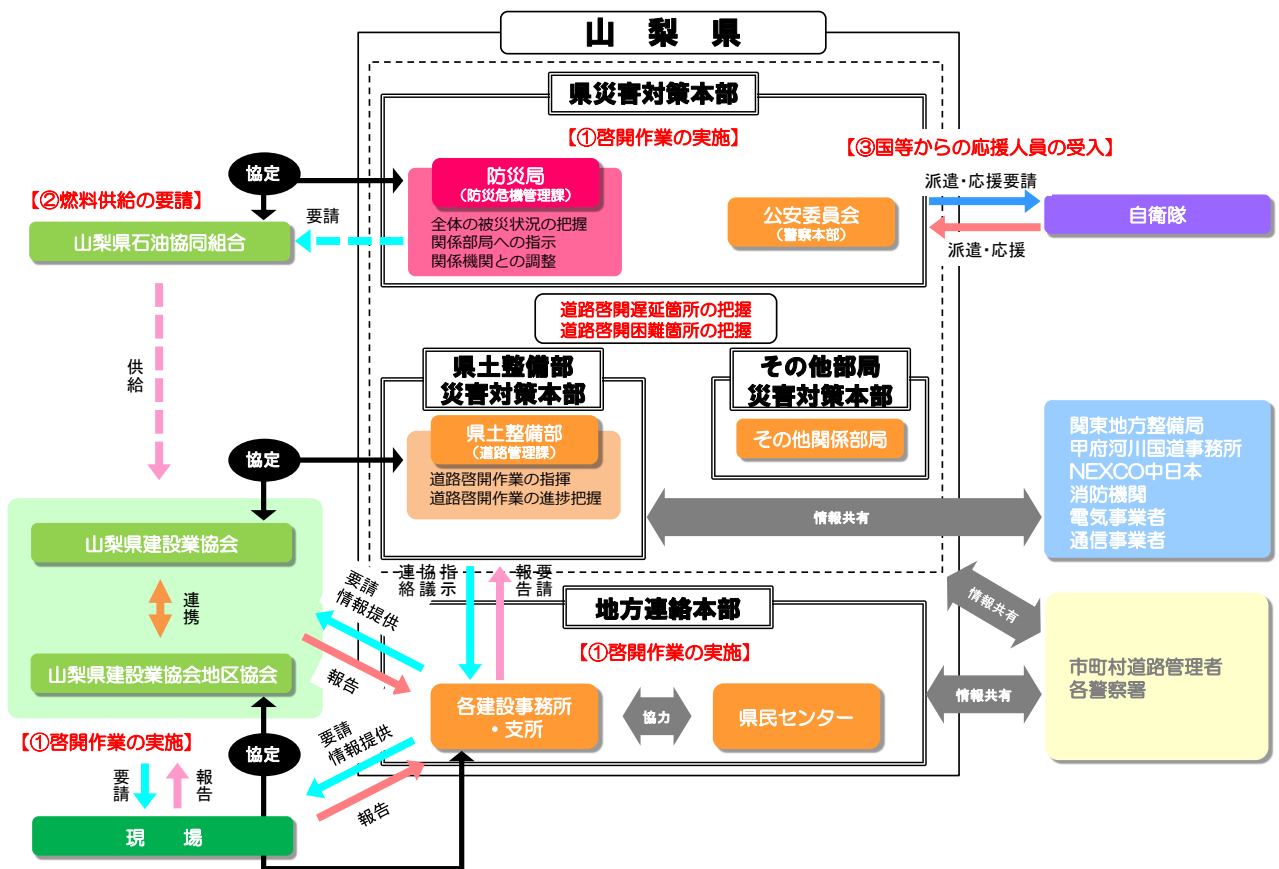 山 梨 県
県災害対策本部
【①啓開作業の実施】
【③国等からの応援人員の受入】
協定
防災局
（防災危機管理課）
全体の被災状況の把握
関係部局への指示
関係機関との調整
【②燃料供給の要請】
要請
山梨県石油協同組合
公安委員会
（警察本部）
派遣・応援要請
自衛隊
派遣・応援
道路啓開遅延箇所の把握
道路啓開困難箇所の把握
供給
県土整備部
災害対策本部
その他部局
災害対策本部
県土整備部
（道路管理課）
道路啓開作業の指揮
道路啓開作業の進捗把握
その他関係部局
協定
関東地方整備局
甲府河川国道事務所
NEXCO中日本
消防機関
電気事業者
通信事業者
情報共有
山梨県建設業協会
連携
山梨県建設業協会地区協会
要請
情報提供
報告
指示
協議
連絡
要請
報告
地方連絡本部
【①啓開作業の実施】
情報共有
各建設事務所
・支所
協力
県民センター
情報共有
市町村道路管理者
各警察署
【①啓開作業の実施】
協定
要請
情報提供
報告
要請
報告
現 場